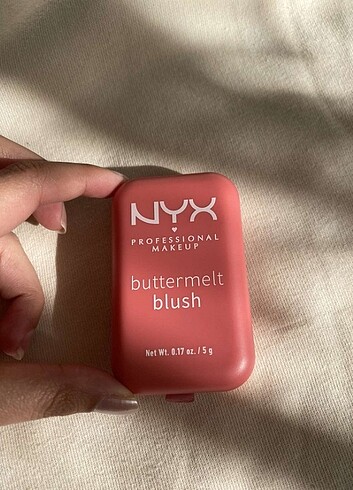 NYX
PROFESSIONAL
MAKEUP
buttermelt
blush
Net Wt. 0.17 oz. / 5 g